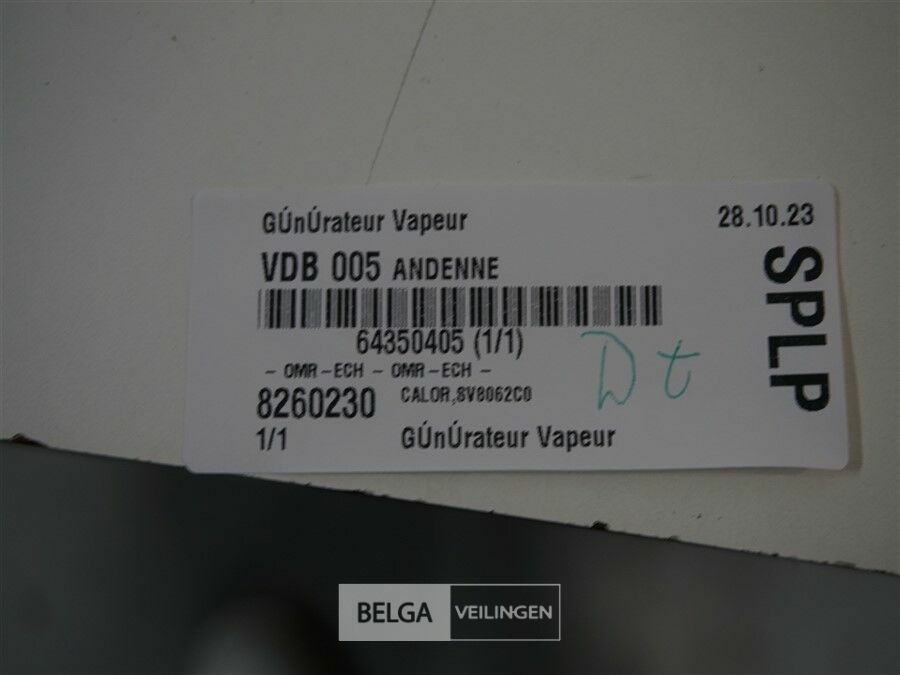 GÚnÚrateur Vapeur
28.10.23
VDB 005 ANDENNE
SPLP
64350405 (1/1)
- OMR-ECH - OMR-ECH -
Dt
8260230
CALOR,SV8062C0
1/1
GÚnÚrateur Vapeur
BELGA VEILINGEN